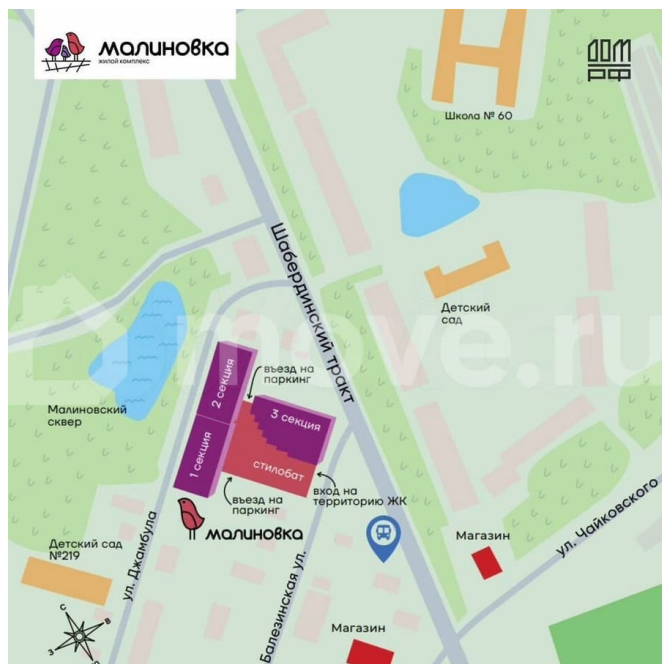 малиновка
жилой комплекс
ДОМ
РФ
Школа № 60
Шабердинский тракт
Детский
сад
move.ru
въезд на
паркинг
2 секция
3 секция
Малиновский
сквер
1 секция
стилобат
вход на
территорию ЖК
въезд на
паркинг
малиновка
Магазин
ул. Чайковского
Детский сад
№219
ул. Джамбула
Балезинская ул.
Магазин
С
В
З